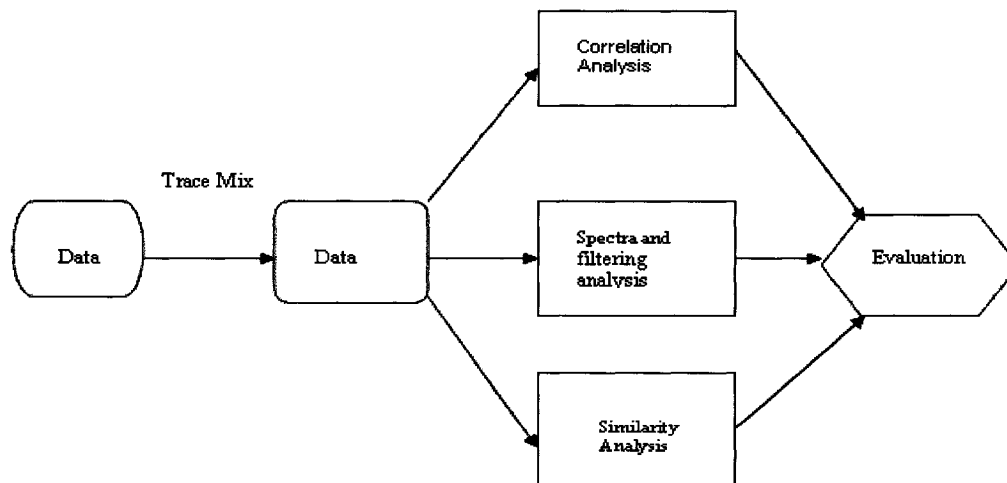 Correlation
Analysis
Trace Mix
Data
Data
Spectra and
filtering
analysis
Evaluation
Similarity
Analysis